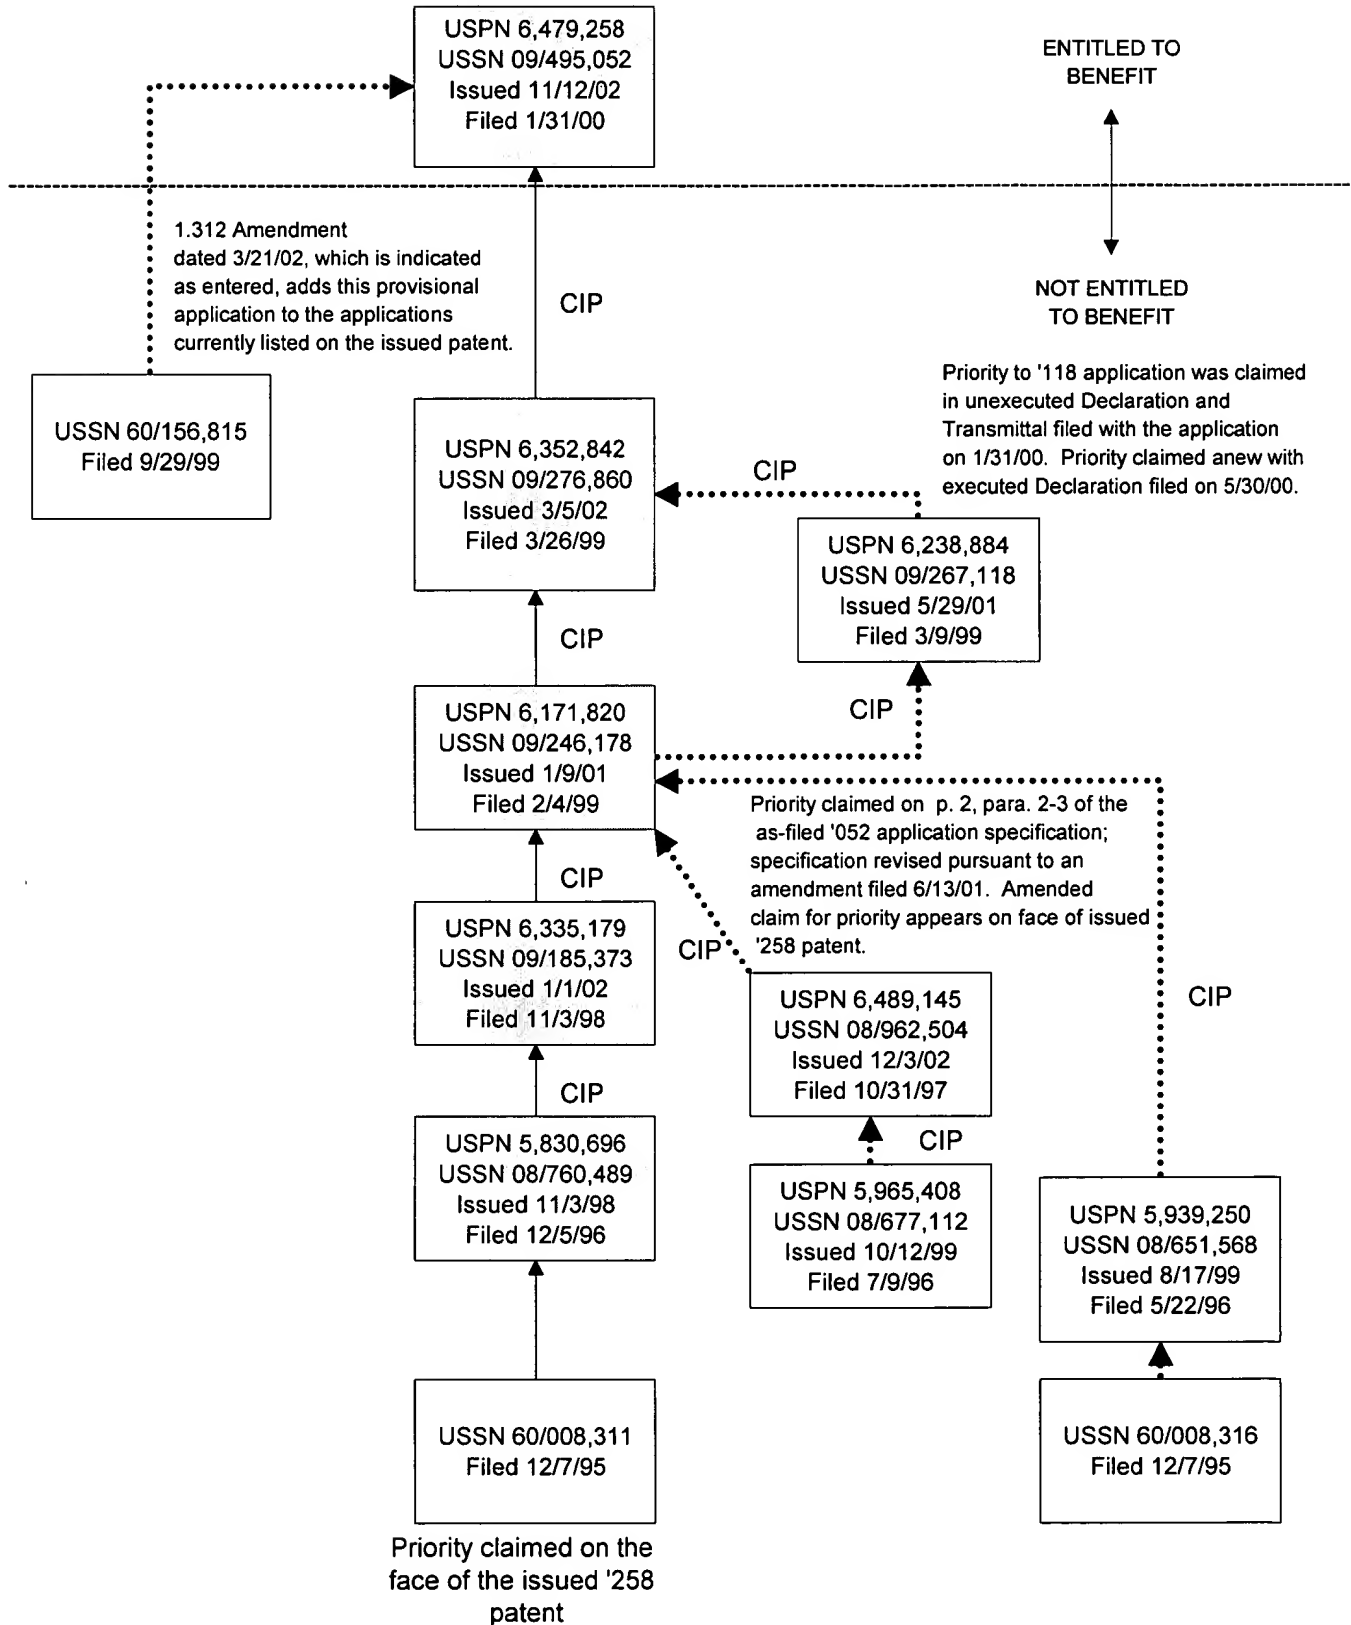 USPN 6,479,258
USSN 09/495,052
Issued 11/12/02
Filed 1/31/00
ENTITLED TO
BENEFIT
1.312 Amendment
dated 3/21/02, which is indicated
as entered, adds this provisional
application to the applications
currently listed on the issued patent.
CIP
NOT ENTITLED
TO BENEFIT
USSN 60/156,815
Filed 9/29/99
Priority to '118 application was claimed
in unexecuted Declaration and
Transmittal filed with the application
on 1/31/00. Priority claimed anew with
executed Declaration filed on 5/30/00.
USPN 6,352,842
USSN 09/276,860
Issued 3/5/02
Filed 3/26/99
CIP
USPN 6,238,884
USSN 09/267,118
Issued 5/29/01
Filed 3/9/99
CIP
CIP
USPN 6,171,820
USSN 09/246,178
Issued 1/9/01
Filed 2/4/99
Priority claimed on p. 2, para. 2-3 of the
as-filed '052 application specification;
specification revised pursuant to an
amendment filed 6/13/01. Amended
claim for priority appears on face of issued
'258 patent.
CIP
USPN 6,335,179
USSN 09/185,373
Issued 1/1/02
Filed 11/3/98
CIP
CIP
USPN 6,489,145
USSN 08/962,504
Issued 12/3/02
Filed 10/31/97
CIP
USPN 5,830,696
USSN 08/760,489
Issued 11/3/98
Filed 12/5/96
CIP
USPN 5,965,408
USSN 08/677,112
Issued 10/12/99
Filed 7/9/96
USPN 5,939,250
USSN 08/651,568
Issued 8/17/99
Filed 5/22/96
USSN 60/008,311
Filed 12/7/95
USSN 60/008,316
Filed 12/7/95
Priority claimed on the
face of the issued '258
patent